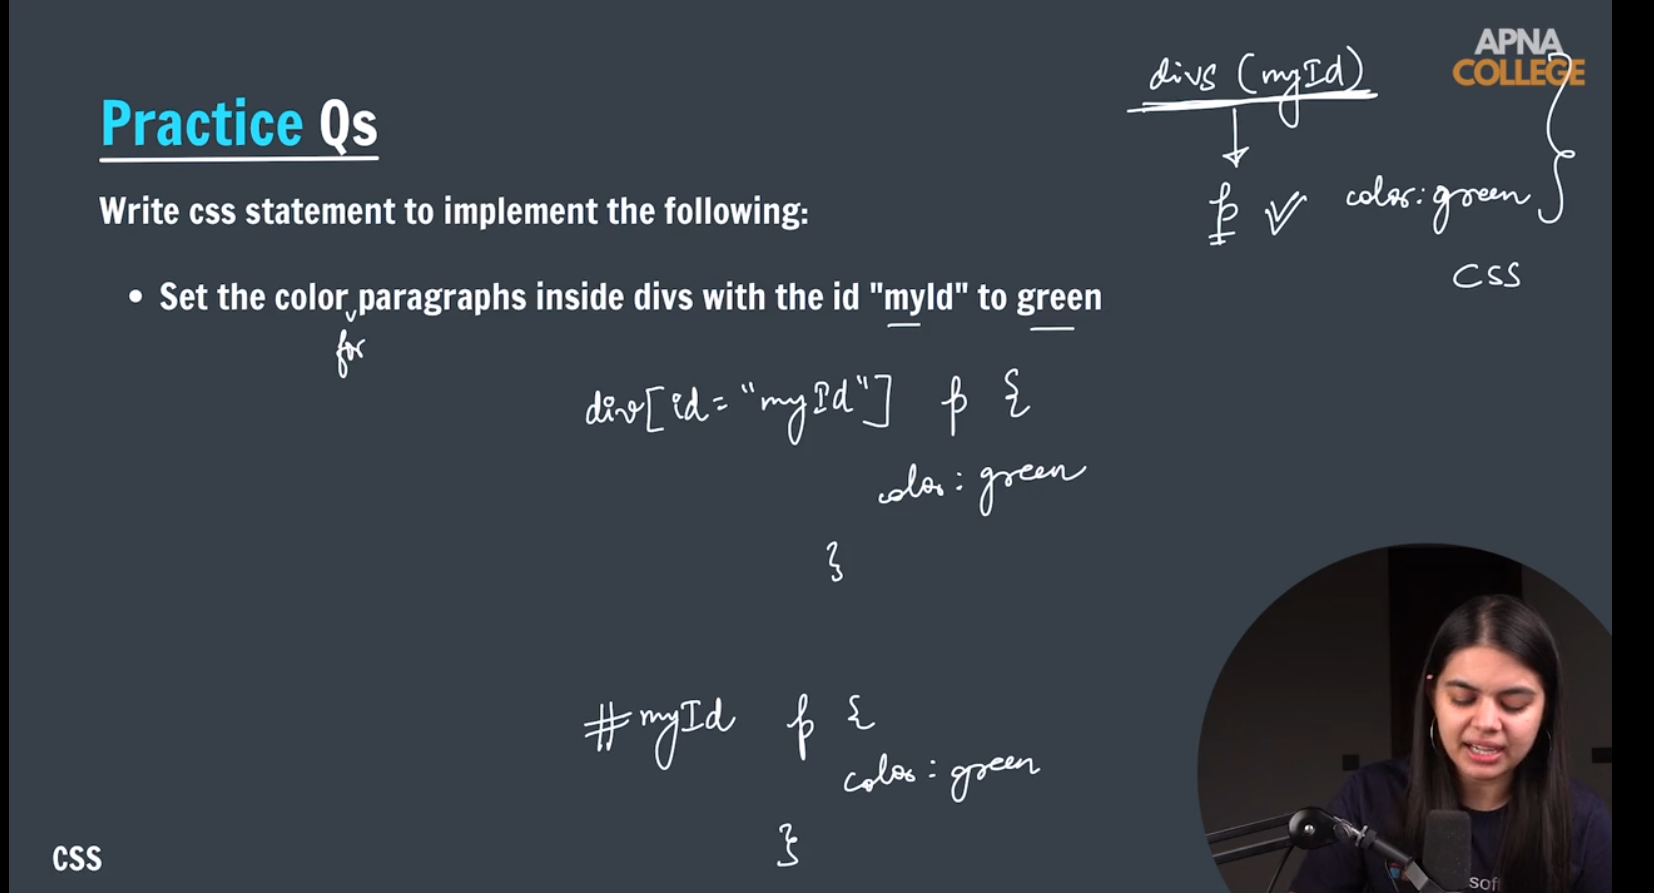 APNA
COLLEGE
divs (myId)
p color: green
CSS
Practice Qs
Write css statement to implement the following:
• Set the color paragraphs inside divs with the id "myId" to green
for
div[id = "myId"] p {
color: green
}
#myId p {
color: green
}
CSS
sof